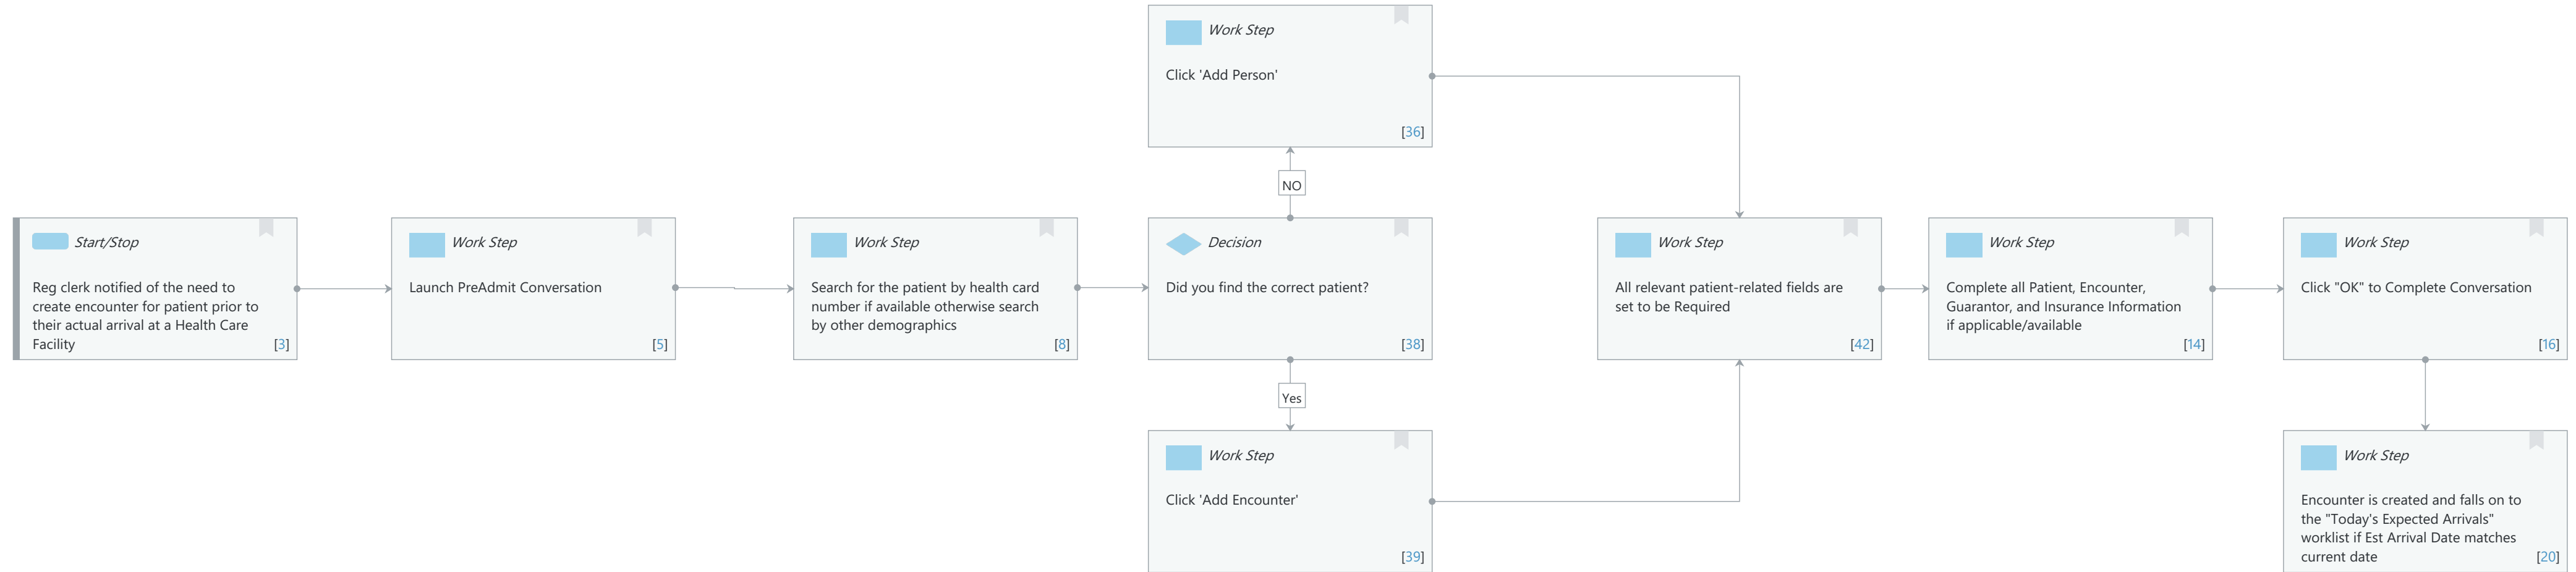 Work Step
Click 'Add Person'
[36]
NO
Start/Stop
Reg clerk notified of the need to
create encounter for patient prior to
their actual arrival at a Health Care
Facility
[3]
Work Step
Launch PreAdmit Conversation
[5]
Work Step
Search for the patient by health card
number if available otherwise search
by other demographics
[8]
Decision
Did you find the correct patient?
[38]
Yes
Work Step
Click 'Add Encounter'
[39]
Work Step
All relevant patient-related fields are
set to be Required
[42]
Work Step
Complete all Patient, Encounter,
Guarantor, and Insurance Information
if applicable/available
[14]
Work Step
Click "OK" to Complete Conversation
[16]
Work Step
Encounter is created and falls on to
the "Today's Expected Arrivals"
worklist if Est Arrival Date matches
current date
[20]